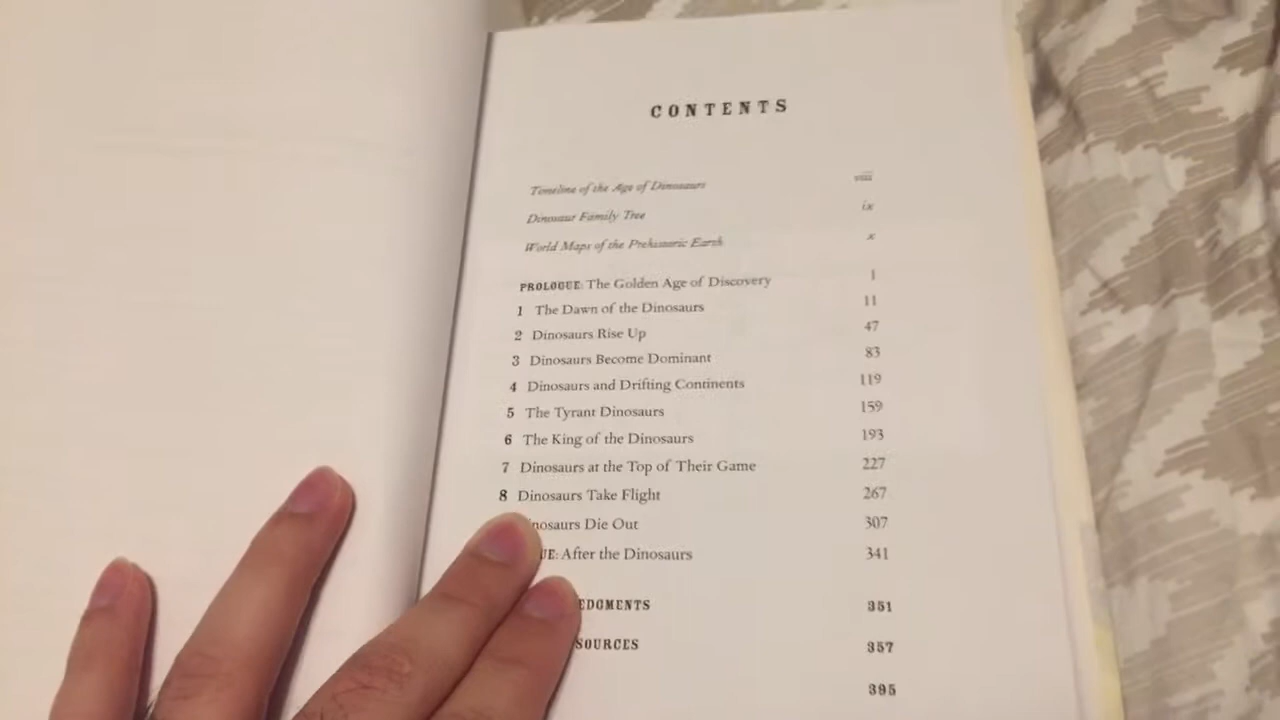 CONTENTS
Timeline of the Age of Dinosaurs viii
Dinosaur Family Tree ix
World Maps of the Prehistoric Earth x
PROLOGUE: The Golden Age of Discovery 1
1 The Dawn of the Dinosaurs 11
2 Dinosaurs Rise Up 47
3 Dinosaurs Become Dominant 83
4 Dinosaurs and Drifting Continents 119
5 The Tyrant Dinosaurs 159
6 The King of the Dinosaurs 193
7 Dinosaurs at the Top of Their Game 227
8 Dinosaurs Take Flight 267
nosaurs Die Out 307
UE: After the Dinosaurs 341
EDGMENTS 351
SOURCES 357
395